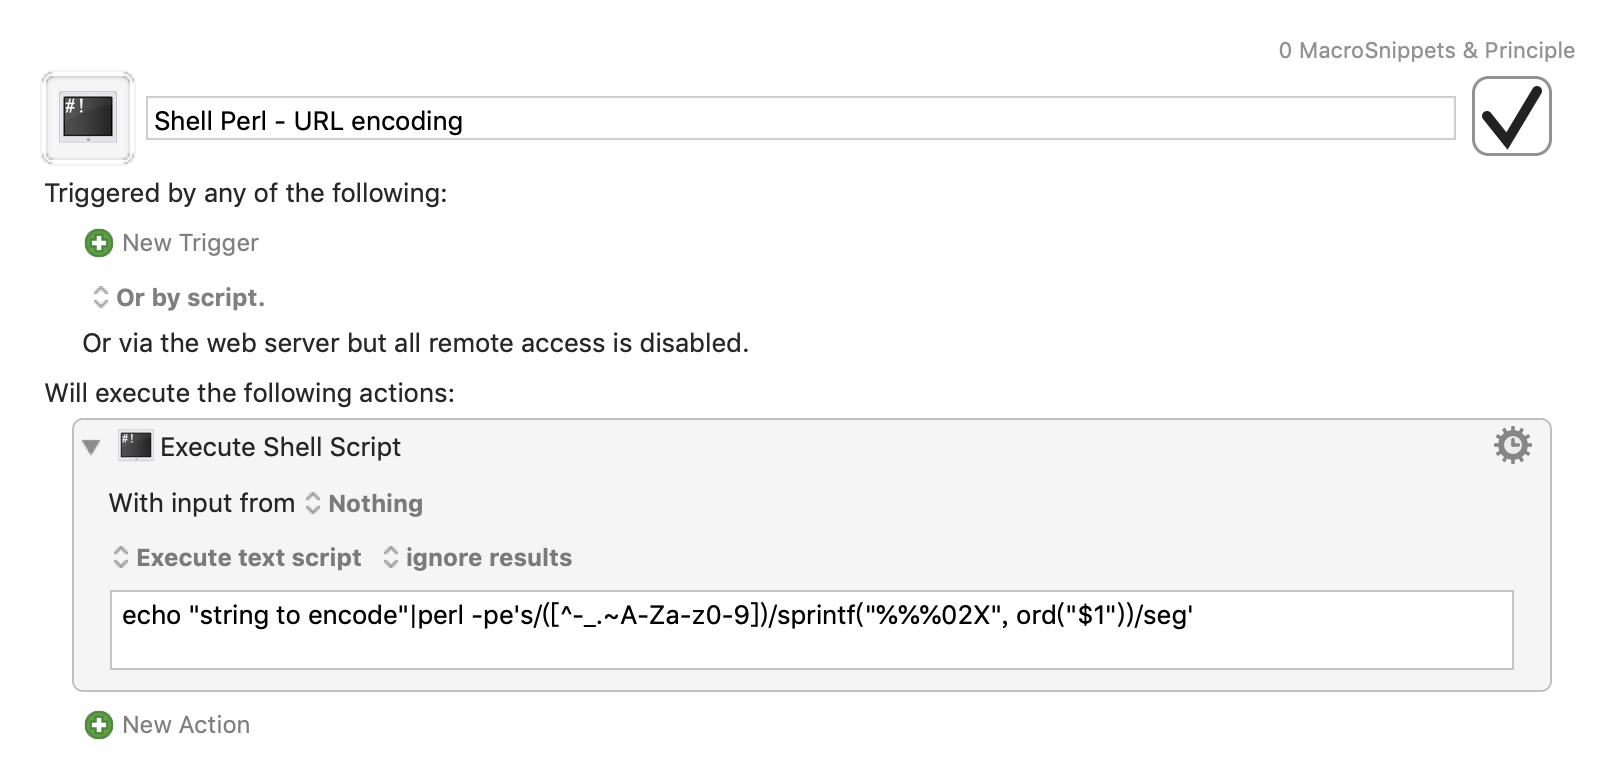 0 MacroSnippets & Principle
#!
Shell Perl - URL encoding
Triggered by any of the following:
New Trigger
Or by script.
Or via the web server but all remote access is disabled.
Will execute the following actions:
#! Execute Shell Script
With input from Nothing
Execute text script ignore results
echo "string to encode"|perl -pe's/([^-_.~A-Za-z0-9])/sprintf("%%%02X", ord("$1"))/seg'
New Action